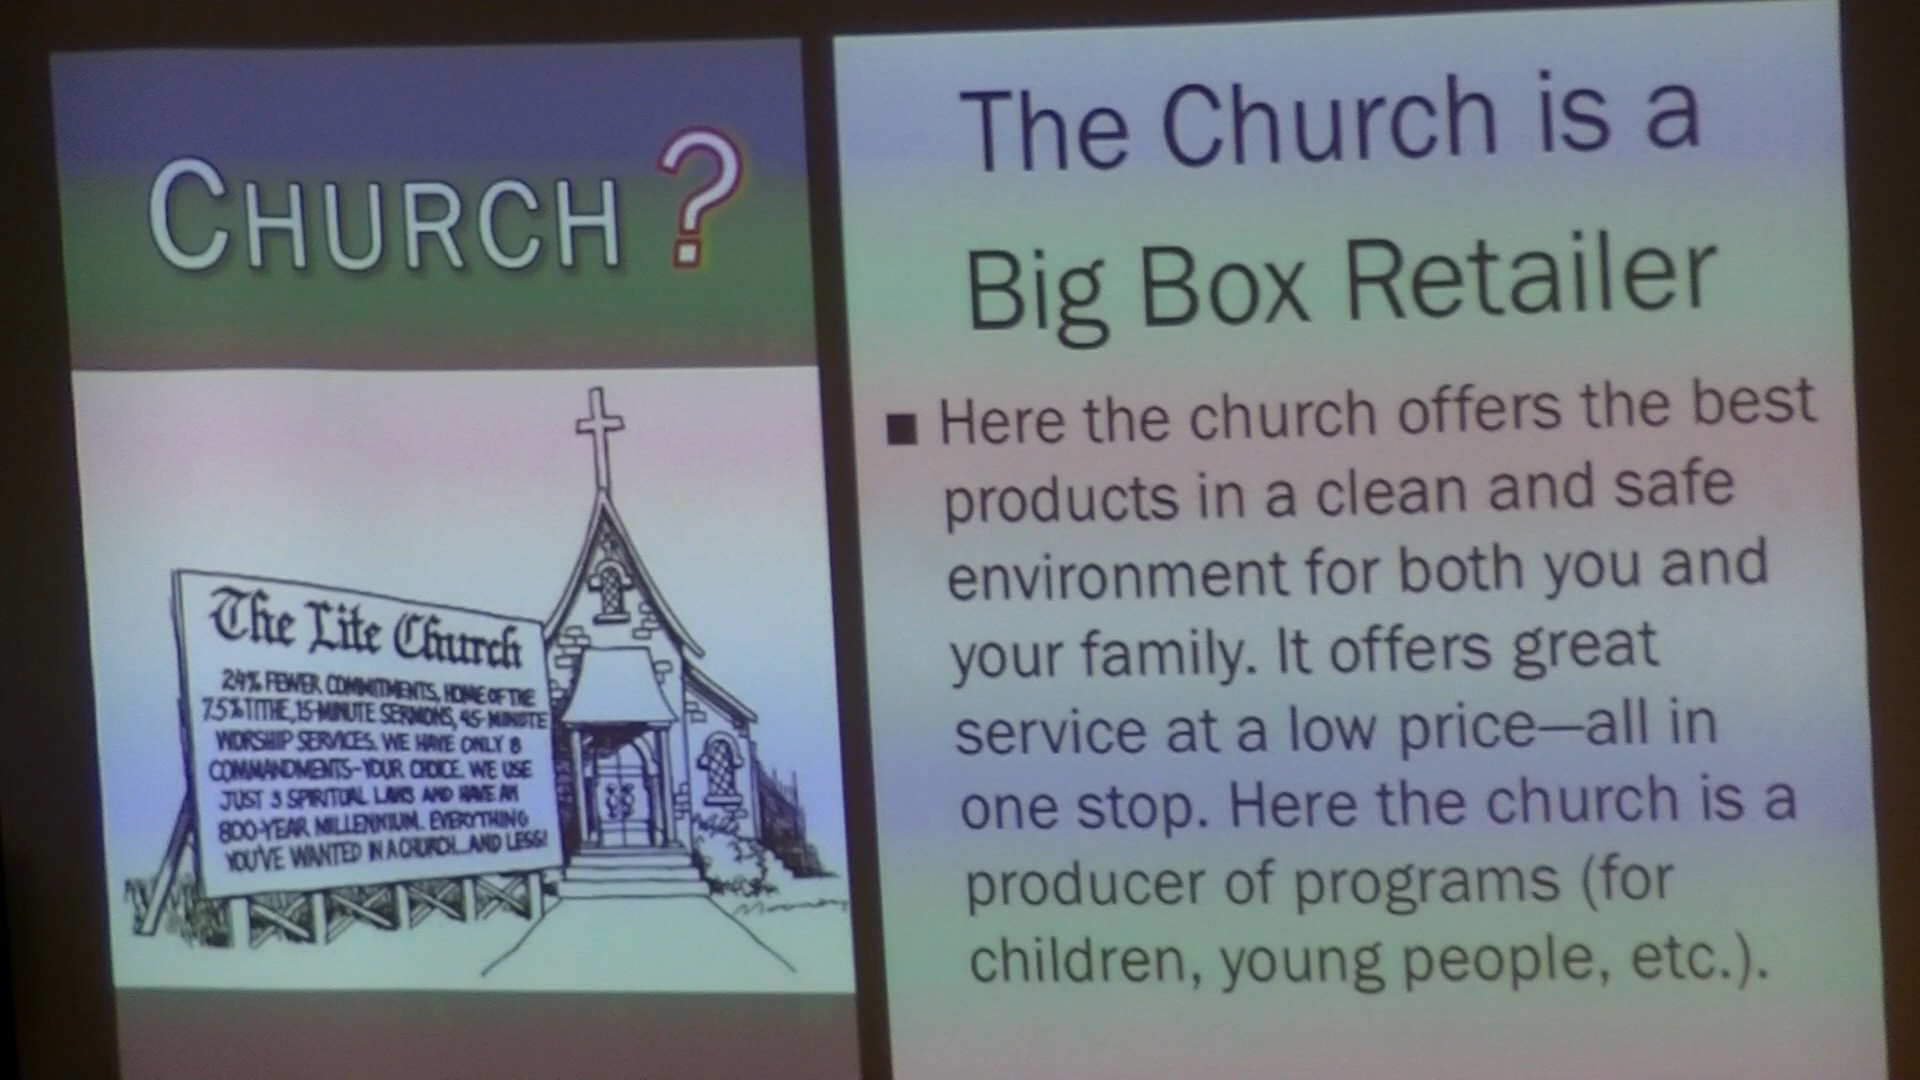 CHURCH?
The Lite Church
24% FEWER COMMITMENTS, HOME OF THE
7.5% TITHE, 15-MINUTE SERMONS, 45-MINUTE
WORSHIP SERVICES. WE HAVE ONLY 8
COMMANDMENTS-YOUR CHOICE. WE USE
JUST 3 SPIRITUAL LAWS AND HAVE AN
800-YEAR MILLENNIUM. EVERYTHING
YOU'VE WANTED IN A CHURCH...AND LESS!
The Church is a
Big Box Retailer
■ Here the church offers the best
products in a clean and safe
environment for both you and
your family. It offers great
service at a low price—all in
one stop. Here the church is a
producer of programs (for
children, young people, etc.).